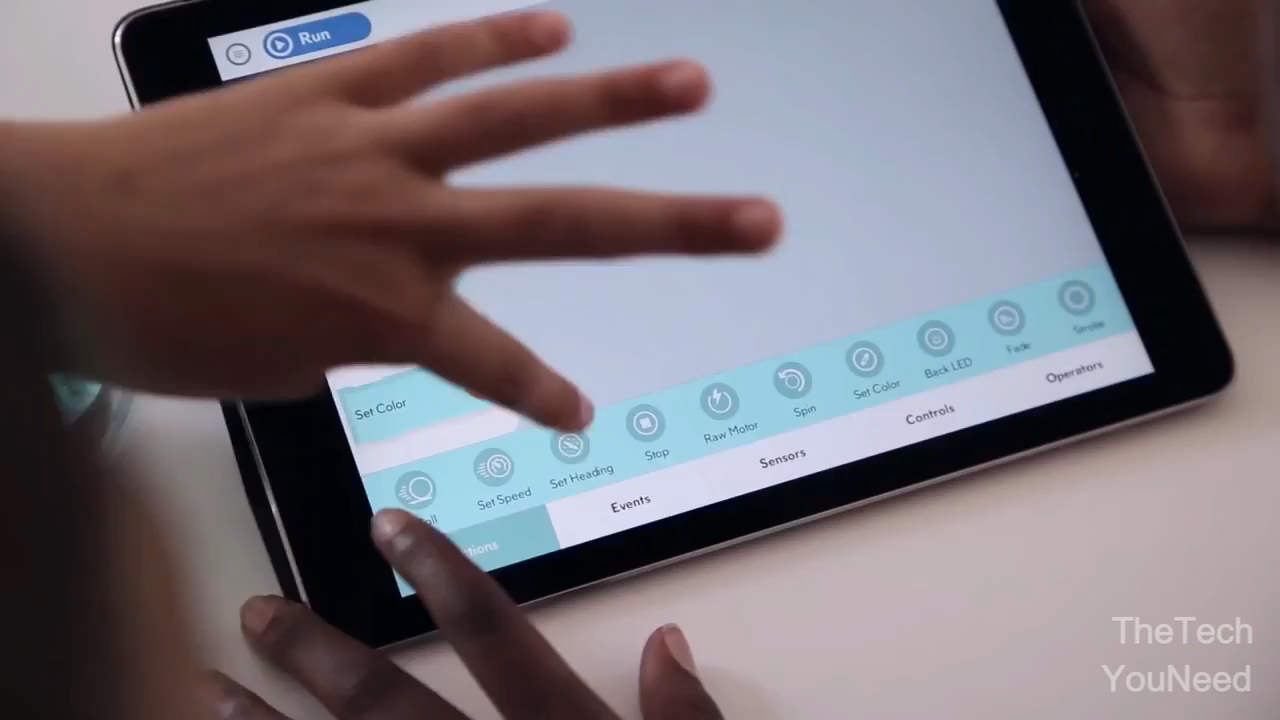 Run
Set Color
Set Speed
Set Heading
Stop
Raw Motor
Spin
Set Color
Back LED
Fade
Strobe
Events
Sensors
Controls
Operators
TheTech
YouNeed